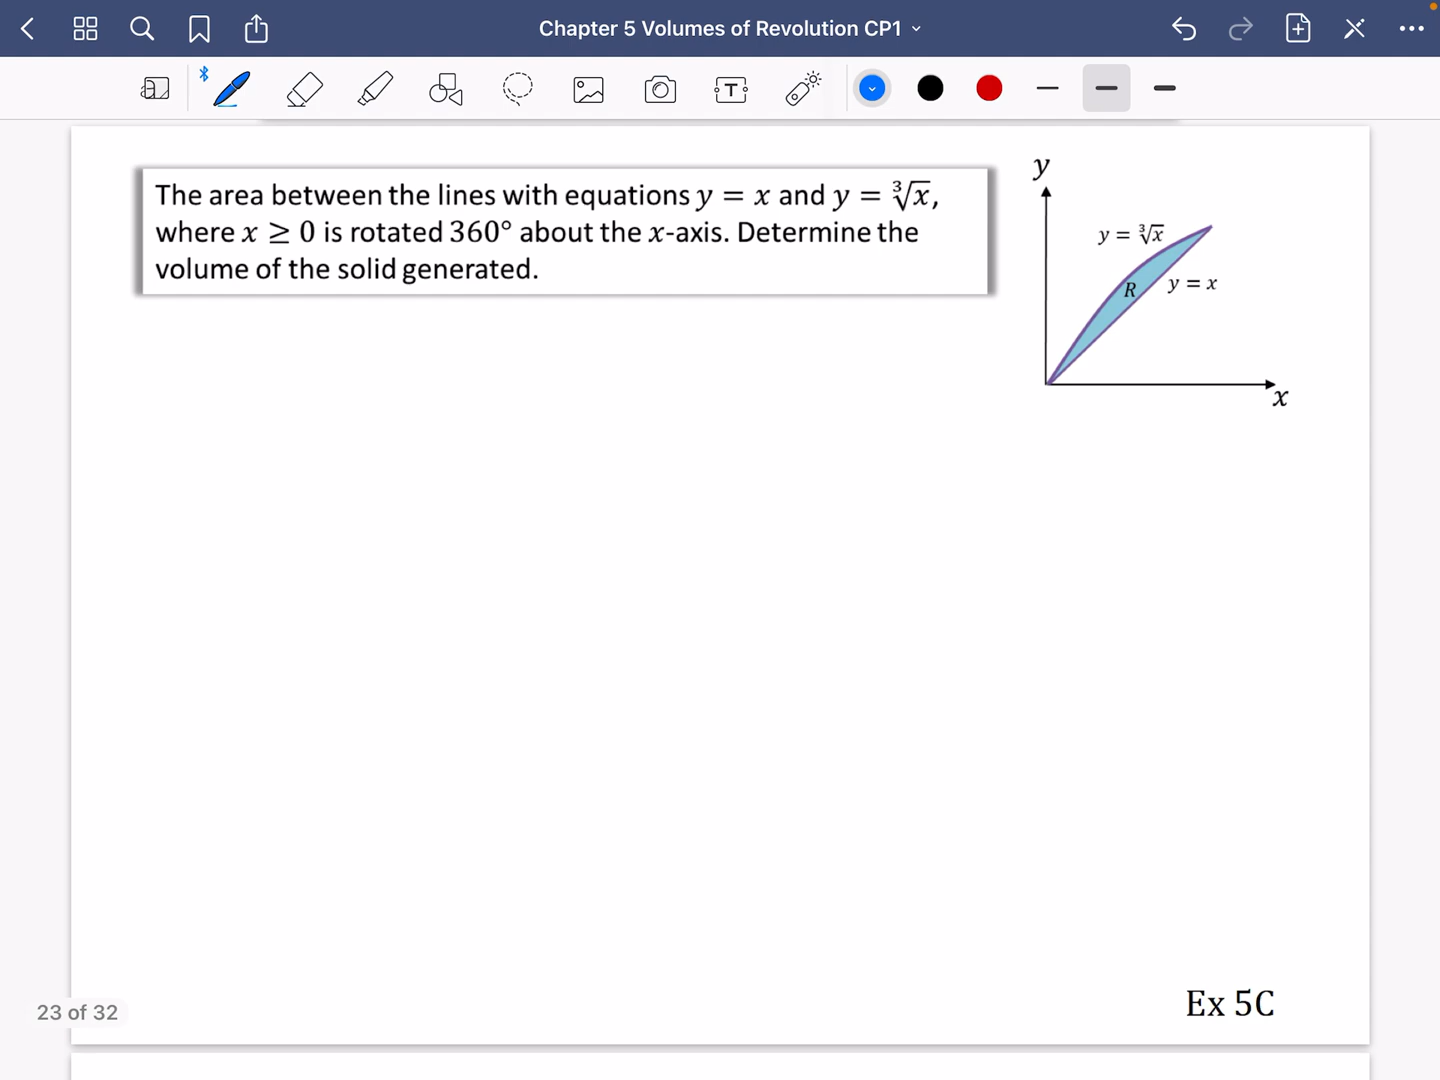 Chapter 5 Volumes of Revolution CP1
The area between the lines with equations y = x and y = ∛x,
where x ≥ 0 is rotated 360° about the x-axis. Determine the
volume of the solid generated.
y
y = ∛x
R
y = x
x
Ex 5C
23 of 32